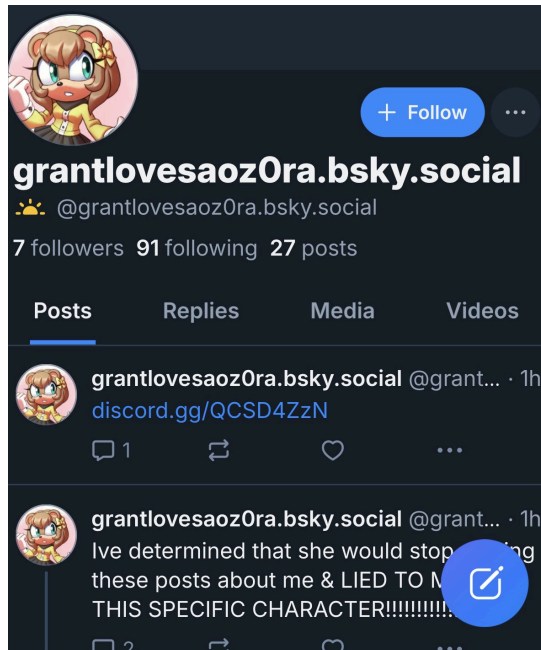 + Follow
grantlovesaoz0ra.bsky.social
@grantlovesaoz0ra.bsky.social
7 followers 91 following 27 posts
Posts Replies Media Videos
grantlovesaoz0ra.bsky.social @grant... · 1h
discord.gg/QCSD4ZzN
1
grantlovesaoz0ra.bsky.social @grant... · 1h
Ive determined that she would stop
these posts about me & LIED TO
THIS SPECIFIC CHARACTER!!!!!!!!!!!
2